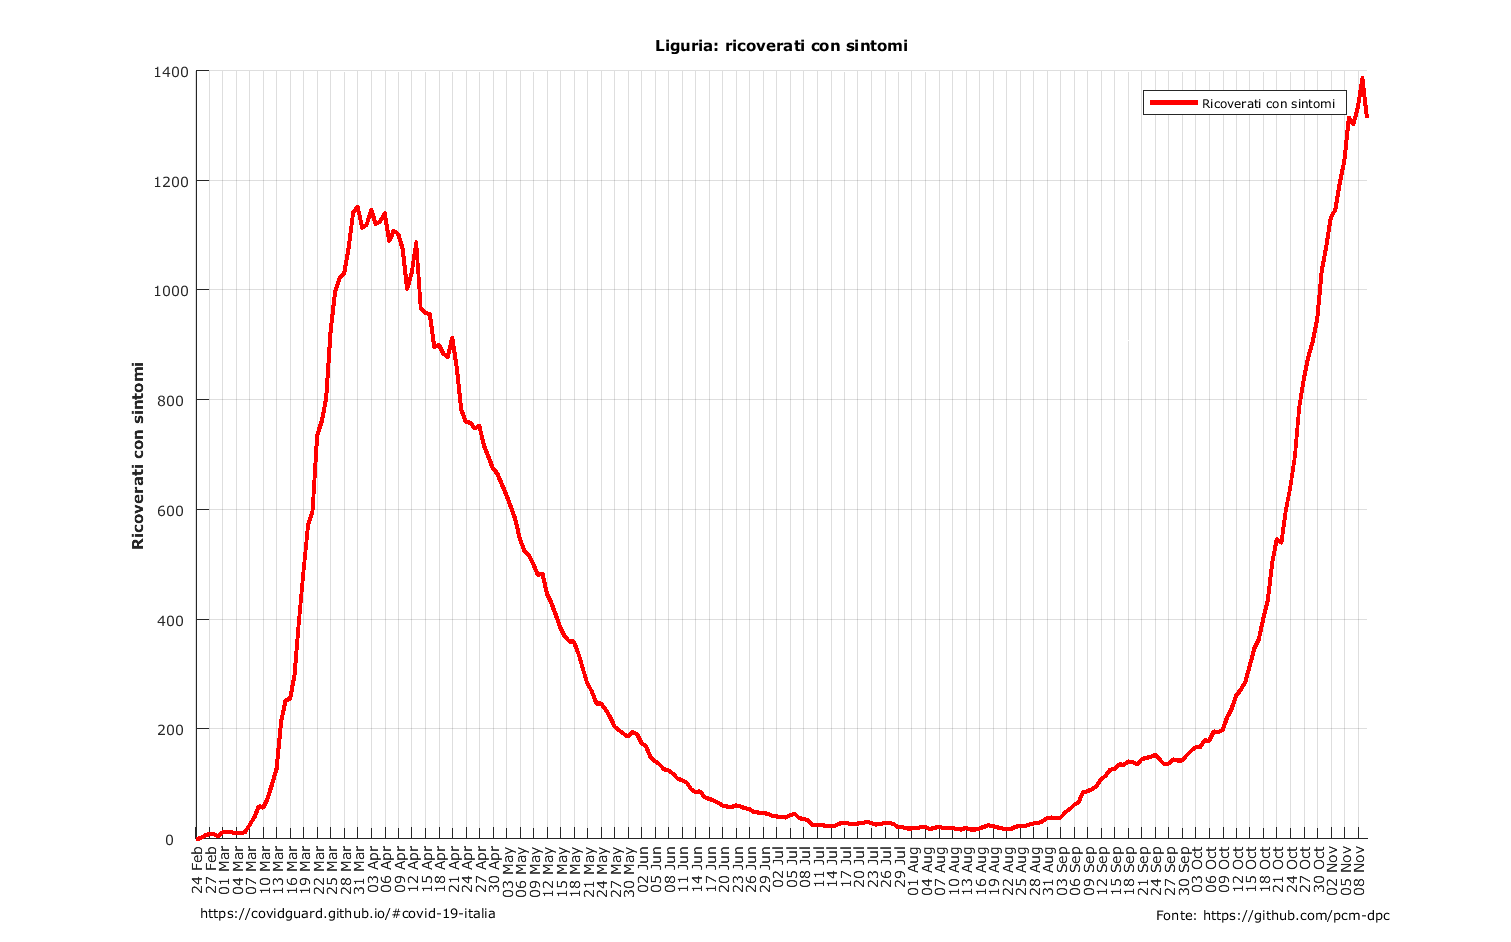 Liguria: ricoverati con sintomi
Ricoverati con sintomi
Ricoverati con sintomi
1400
1200
1000
800
600
400
200
0
24 Feb
27 Feb
01 Mar
04 Mar
07 Mar
10 Mar
13 Mar
16 Mar
19 Mar
22 Mar
25 Mar
28 Mar
31 Mar
03 Apr
06 Apr
09 Apr
12 Apr
15 Apr
18 Apr
21 Apr
24 Apr
27 Apr
30 Apr
03 May
06 May
09 May
12 May
15 May
18 May
21 May
24 May
27 May
30 May
02 Jun
05 Jun
08 Jun
11 Jun
14 Jun
17 Jun
20 Jun
23 Jun
26 Jun
29 Jun
02 Jul
05 Jul
08 Jul
11 Jul
14 Jul
17 Jul
20 Jul
23 Jul
26 Jul
29 Jul
01 Aug
04 Aug
07 Aug
10 Aug
13 Aug
16 Aug
19 Aug
22 Aug
25 Aug
28 Aug
31 Aug
03 Sep
06 Sep
09 Sep
12 Sep
15 Sep
18 Sep
21 Sep
24 Sep
27 Sep
30 Sep
03 Oct
06 Oct
09 Oct
12 Oct
15 Oct
18 Oct
21 Oct
24 Oct
27 Oct
30 Oct
02 Nov
05 Nov
08 Nov
https://covidguard.github.io/#covid-19-italia
Fonte: https://github.com/pcm-dpc